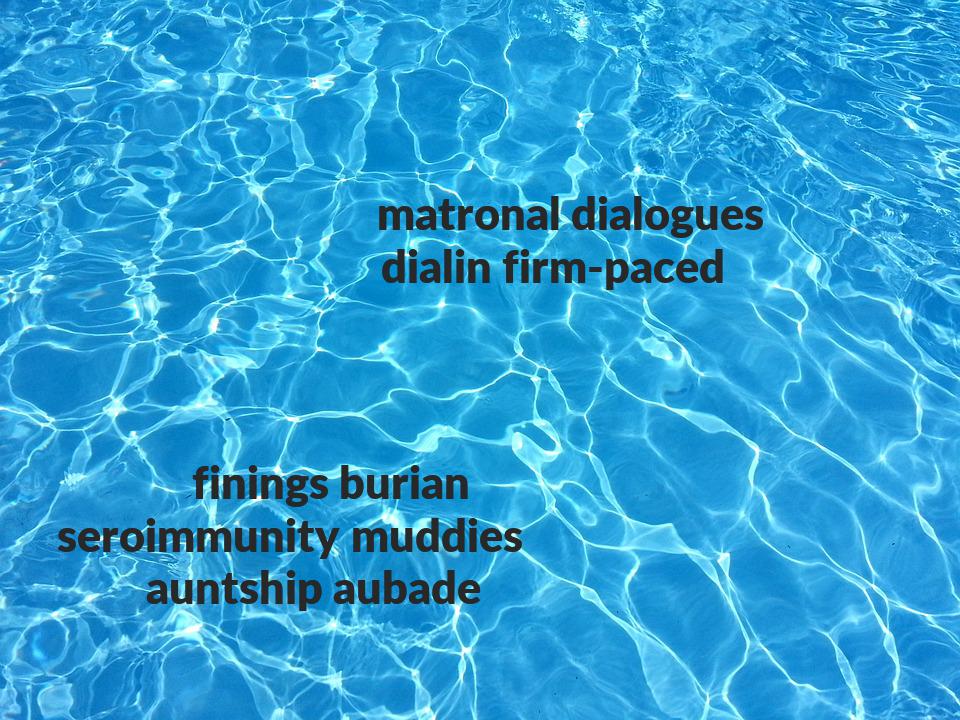 matronal dialogues
dialin firm-paced
finings burian
seroimmunity muddies
auntship aubade